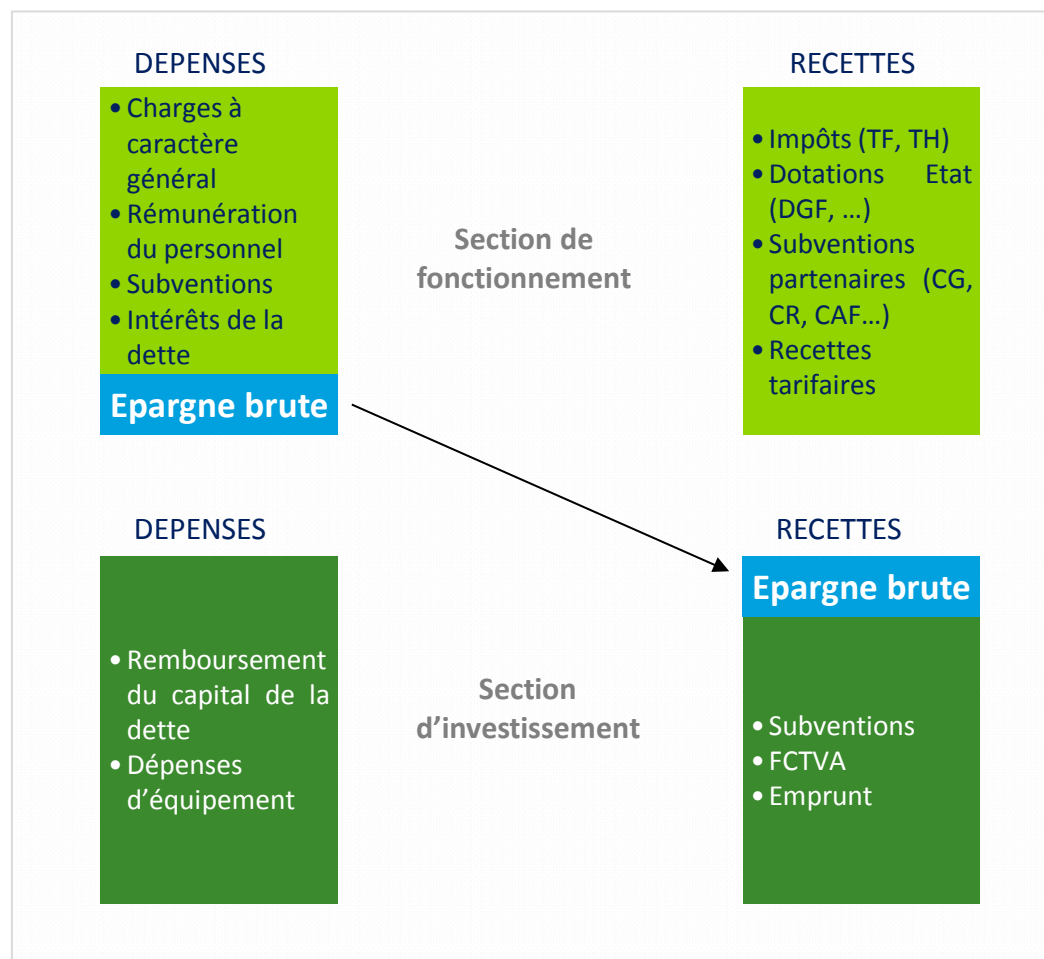 DEPENSES
• Charges à
caractère
général
• Rémunération
du personnel
• Subventions
• Intérêts de la
dette
Epargne brute
Section de
fonctionnement
RECETTES
• Impôts (TF, TH)
• Dotations Etat
(DGF, …)
• Subventions
partenaires (CG,
CR, CAF…)
• Recettes
tarifaires
DEPENSES
• Remboursement
du capital de la
dette
• Dépenses
d’équipement
Section
d’investissement
RECETTES
Epargne brute
• Subventions
• FCTVA
• Emprunt